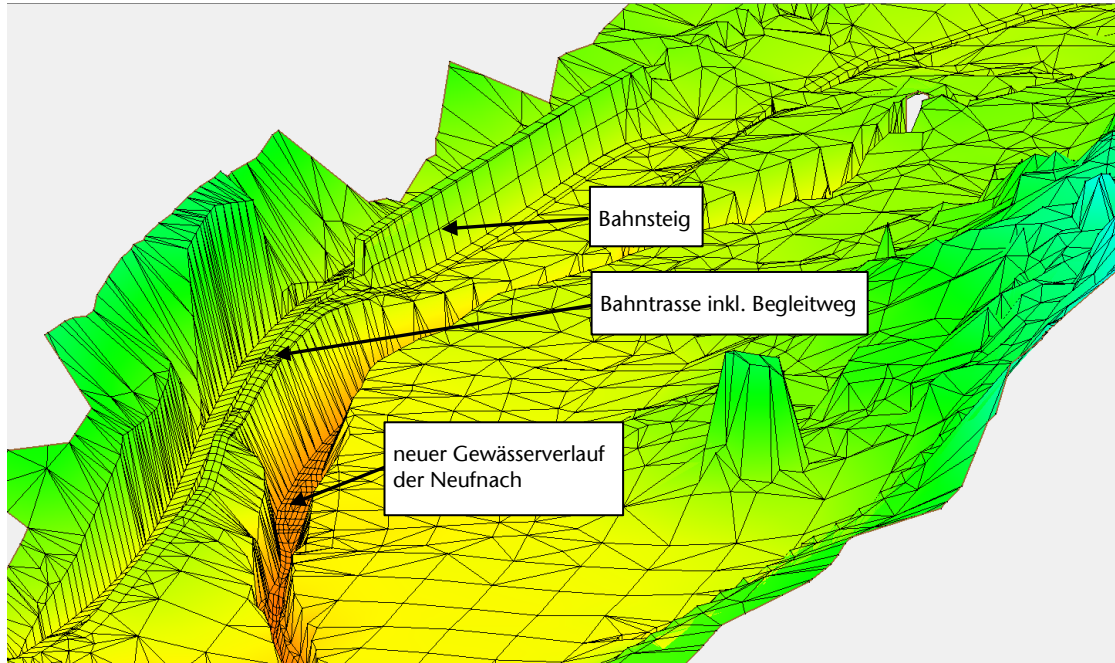 Bahnsteig
Bahntrasse inkl. Begleitweg
neuer Gewässerverlauf
der Neufnach